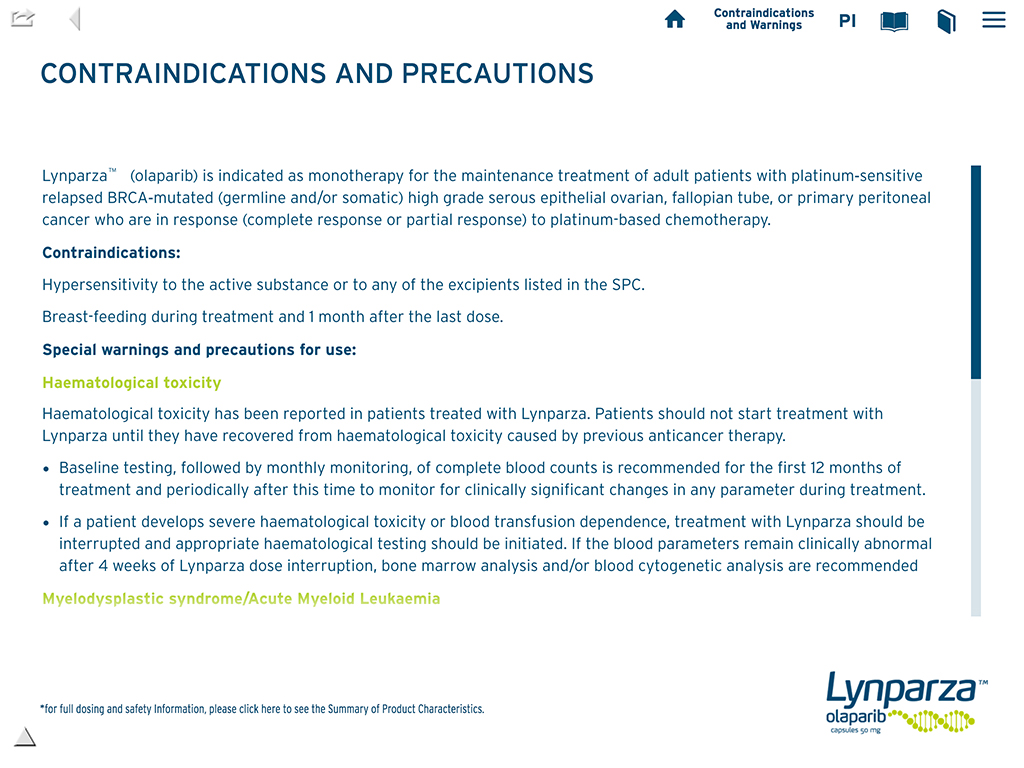 Contraindications
and Warnings
PI
CONTRAINDICATIONS AND PRECAUTIONS
Lynparza™ (olaparib) is indicated as monotherapy for the maintenance treatment of adult patients with platinum-sensitive
relapsed BRCA-mutated (germline and/or somatic) high grade serous epithelial ovarian, fallopian tube, or primary peritoneal
cancer who are in response (complete response or partial response) to platinum-based chemotherapy.
Contraindications:
Hypersensitivity to the active substance or to any of the excipients listed in the SPC.
Breast-feeding during treatment and 1 month after the last dose.
Special warnings and precautions for use:
Haematological toxicity
Haematological toxicity has been reported in patients treated with Lynparza. Patients should not start treatment with
Lynparza until they have recovered from haematological toxicity caused by previous anticancer therapy.
• Baseline testing, followed by monthly monitoring, of complete blood counts is recommended for the first 12 months of
treatment and periodically after this time to monitor for clinically significant changes in any parameter during treatment.
• If a patient develops severe haematological toxicity or blood transfusion dependence, treatment with Lynparza should be
interrupted and appropriate haematological testing should be initiated. If the blood parameters remain clinically abnormal
after 4 weeks of Lynparza dose interruption, bone marrow analysis and/or blood cytogenetic analysis are recommended
Myelodysplastic syndrome/Acute Myeloid Leukaemia
*for full dosing and safety Information, please click here to see the Summary of Product Characteristics.
Lynparza™
olaparib
capsules 50 mg